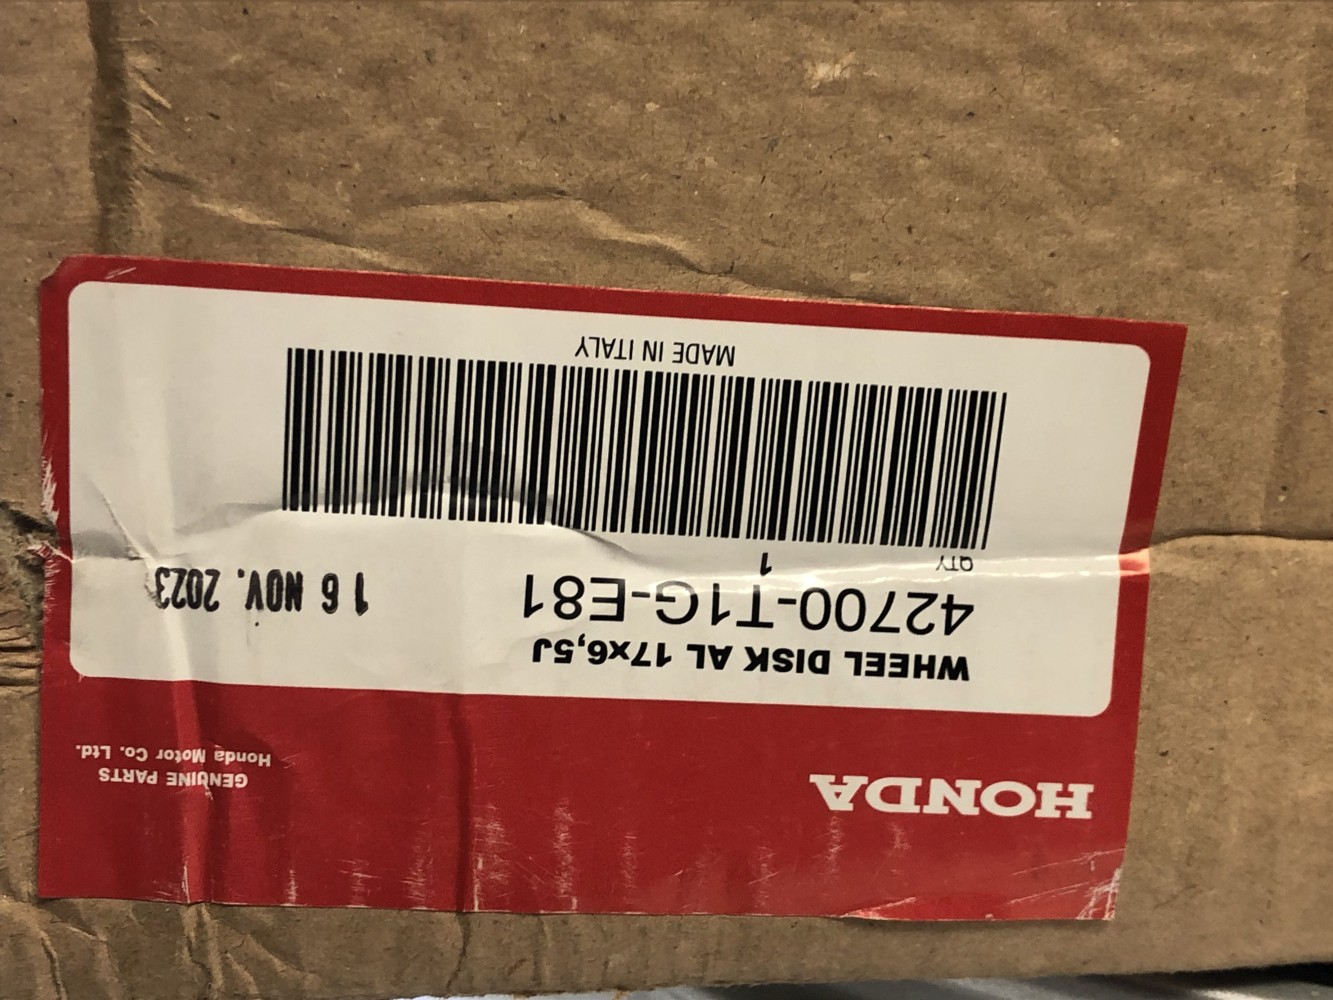 HONDA
GENUINE PARTS
Honda Motor Co. Ltd.
WHEEL DISK AL 17x6,5J
42700-T1G-E81
16 NOV. 2023
QTY
1
MADE IN ITALY